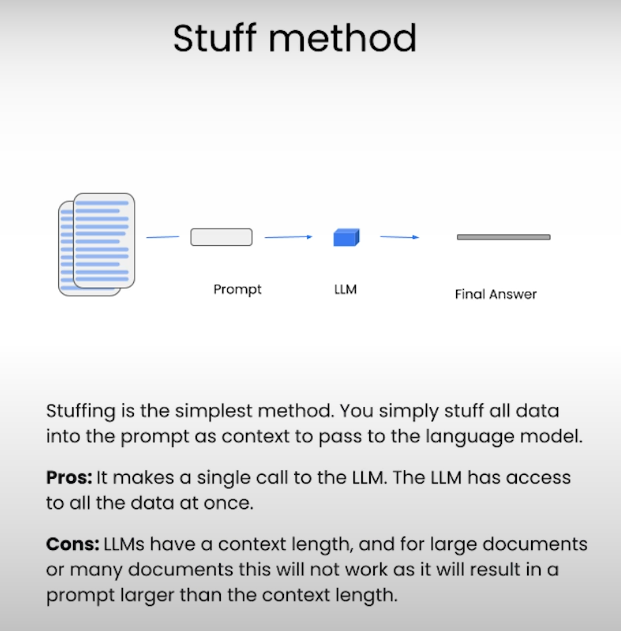 Stuff method
Prompt
LLM
Final Answer
Stuffing is the simplest method. You simply stuff all data
into the prompt as context to pass to the language model.
Pros: It makes a single call to the LLM. The LLM has access
to all the data at once.
Cons: LLMs have a context length, and for large documents
or many documents this will not work as it will result in a
prompt larger than the context length.